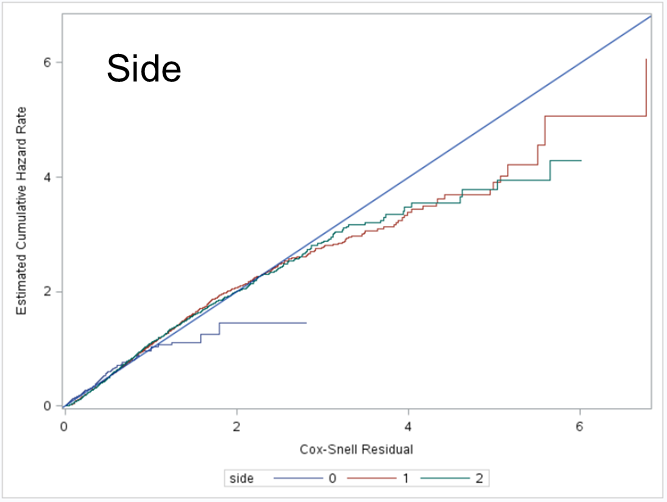 Side
Estimated Cumulative Hazard Rate
6
4
2
0
0 2 4 6
Cox-Snell Residual
side 0 1 2